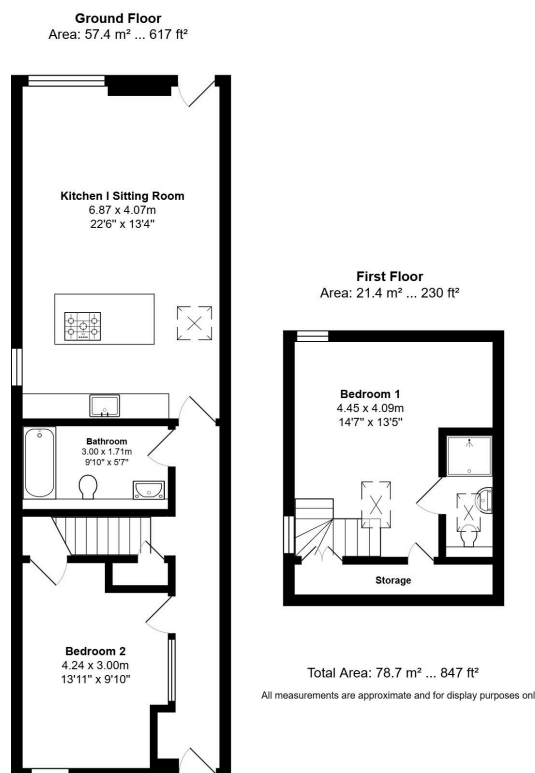 Ground Floor
Area: 57.4 m² ... 617 ft²
Kitchen I Sitting Room
6.87 x 4.07m
22'6" x 13'4"
Bathroom
3.00 x 1.71m
9'10" x 5'7"
Bedroom 2
4.24 x 3.00m
13'11" x 9'10"
First Floor
Area: 21.4 m² ... 230 ft²
Bedroom 1
4.45 x 4.09m
14'7" x 13'5"
Storage
Total Area: 78.7 m² ... 847 ft²
All measurements are approximate and for display purposes onl